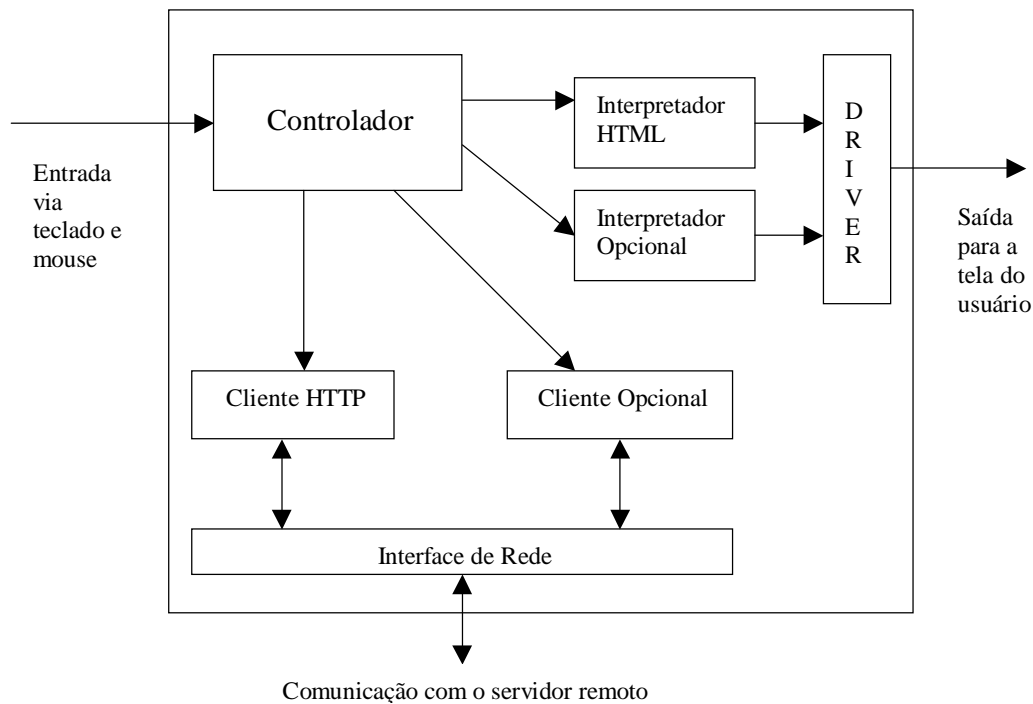 Controlador
Interpretador
HTML
D
R
I
V
E
R
Entrada
via
teclado e
mouse
Interpretador
Opcional
Saída
para a
tela do
usuário
Cliente HTTP
Cliente Opcional
Interface de Rede
Comunicação com o servidor remoto